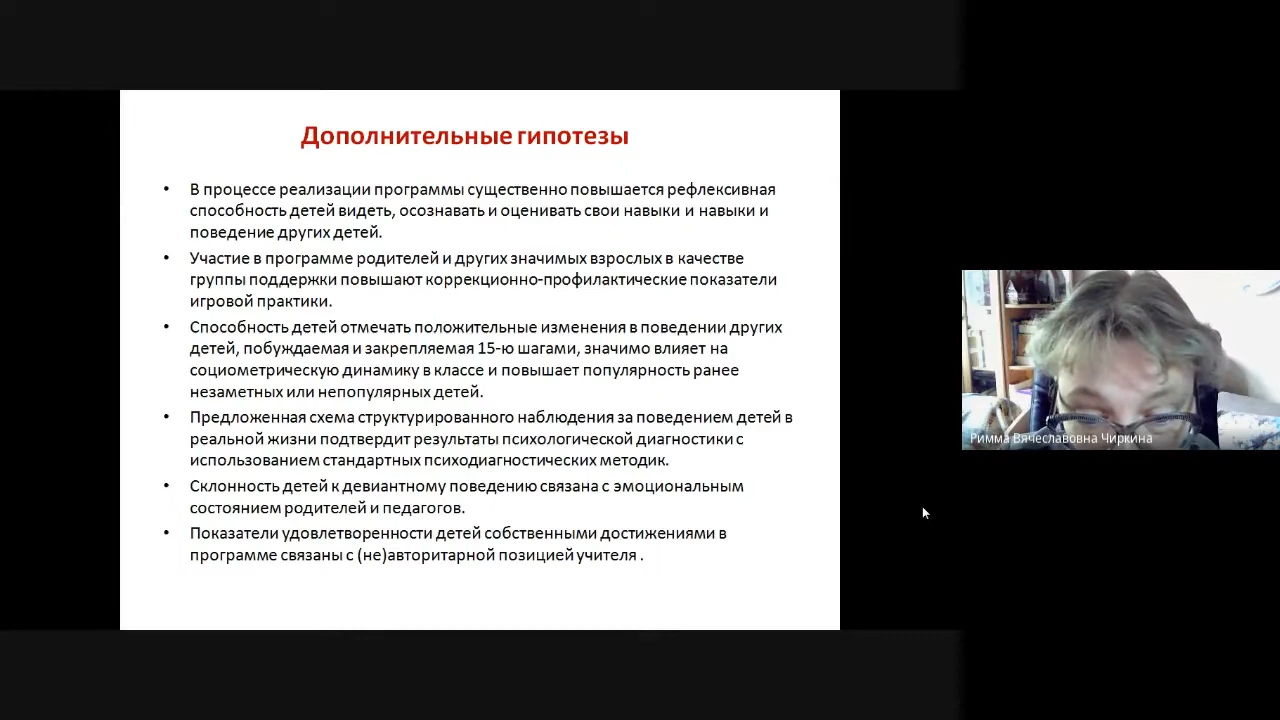 Дополнительные гипотезы
• В процессе реализации программы существенно повышается рефлексивная
способность детей видеть, осознавать и оценивать свои навыки и навыки и
поведение других детей.
• Участие в программе родителей и других значимых взрослых в качестве
группы поддержки повышают коррекционно-профилактические показатели
игровой практики.
• Способность детей отмечать положительные изменения в поведении других
детей, побуждаемая и закрепляемая 15-ю шагами, значимо влияет на
социометрическую динамику в классе и повышает популярность ранее
незаметных или непопулярных детей.
• Предложенная схема структурированного наблюдения за поведением детей в
реальной жизни подтвердит результаты психологической диагностики с
использованием стандартных психодиагностических методик.
• Склонность детей к девиантному поведению связана с эмоциональным
состоянием родителей и педагогов.
• Показатели удовлетворенности детей собственными достижениями в
программе связаны с (не)авторитарной позицией учителя .
Римма Вячеславовна Чиркина